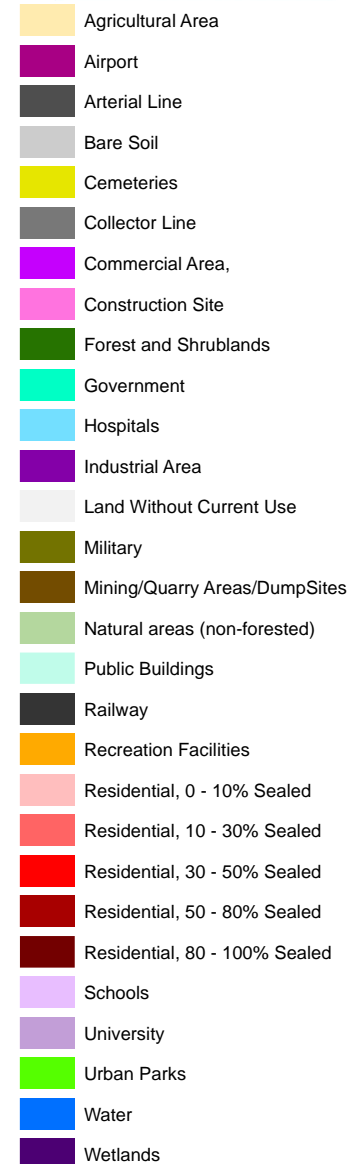 Agricultural Area
Airport
Arterial Line
Bare Soil
Cemeteries
Collector Line
Commercial Area,
Construction Site
Forest and Shrublands
Government
Hospitals
Industrial Area
Land Without Current Use
Military
Mining/Quarry Areas/DumpSites
Natural areas (non-forested)
Public Buildings
Railway
Recreation Facilities
Residential, 0 - 10% Sealed
Residential, 10 - 30% Sealed
Residential, 30 - 50% Sealed
Residential, 50 - 80% Sealed
Residential, 80 - 100% Sealed
Schools
University
Urban Parks
Water
Wetlands